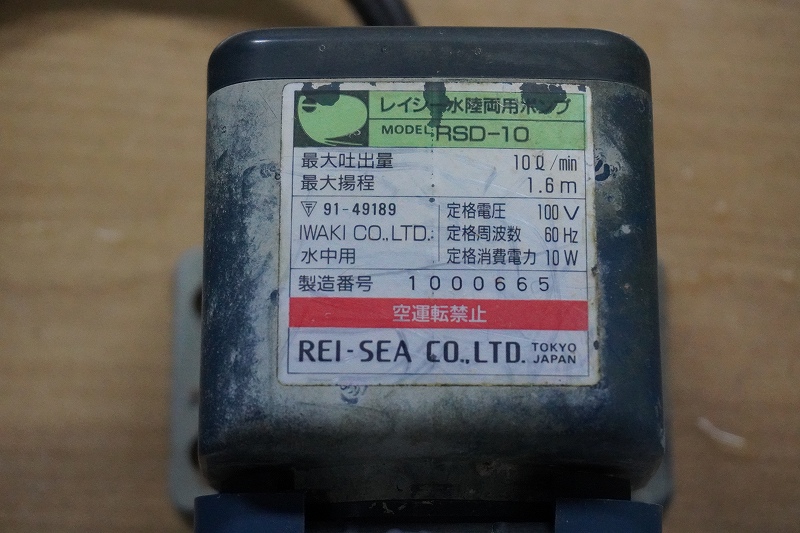 レイシー水陸両用ポンプ
MODEL RSD-10
最大吐出量 10ℓ/min
最大揚程 1.6m
〒 91-49189 定格電圧 100V
IWAKI CO.,LTD. 定格周波数 60Hz
水中用 定格消費電力 10W
製造番号 1000665
空運転禁止
REI-SEA CO.,LTD. TOKYO JAPAN